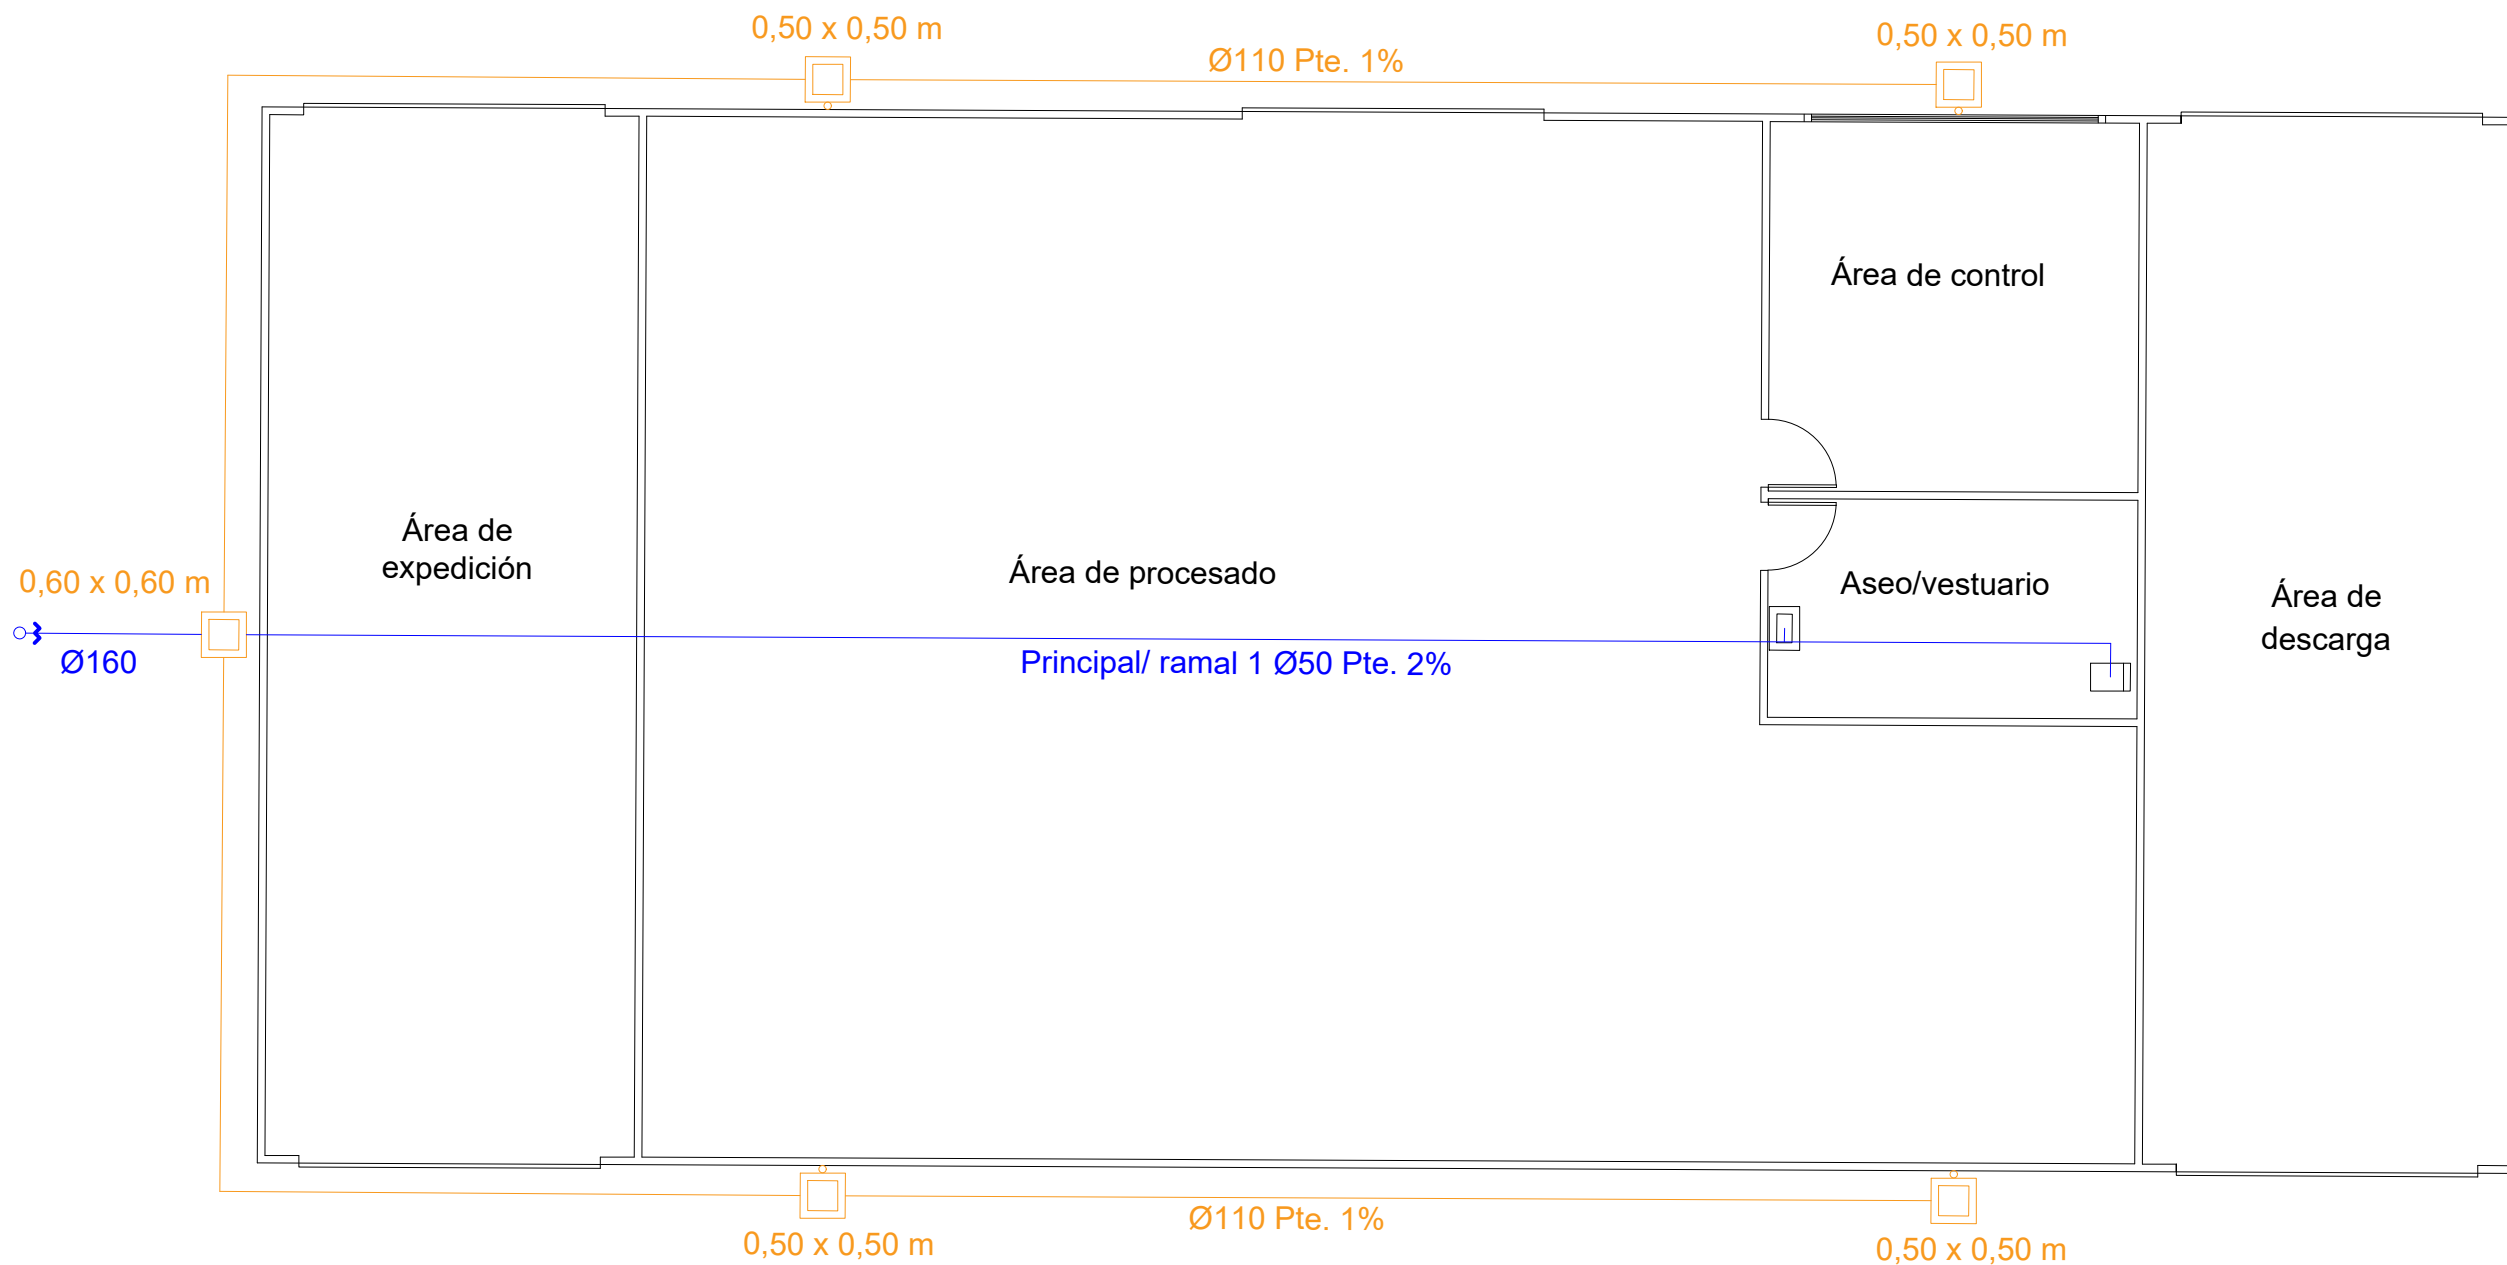 0,50 x 0,50 m
Ø110 Pte. 1%
0,50 x 0,50 m
Área de control
Área de
expedición
Área de procesado
0,60 x 0,60 m
Aseo/vestuario
Área de
descarga
Ø160
Principal/ ramal 1 Ø50 Pte. 2%
Ø110 Pte. 1%
0,50 x 0,50 m
0,50 x 0,50 m